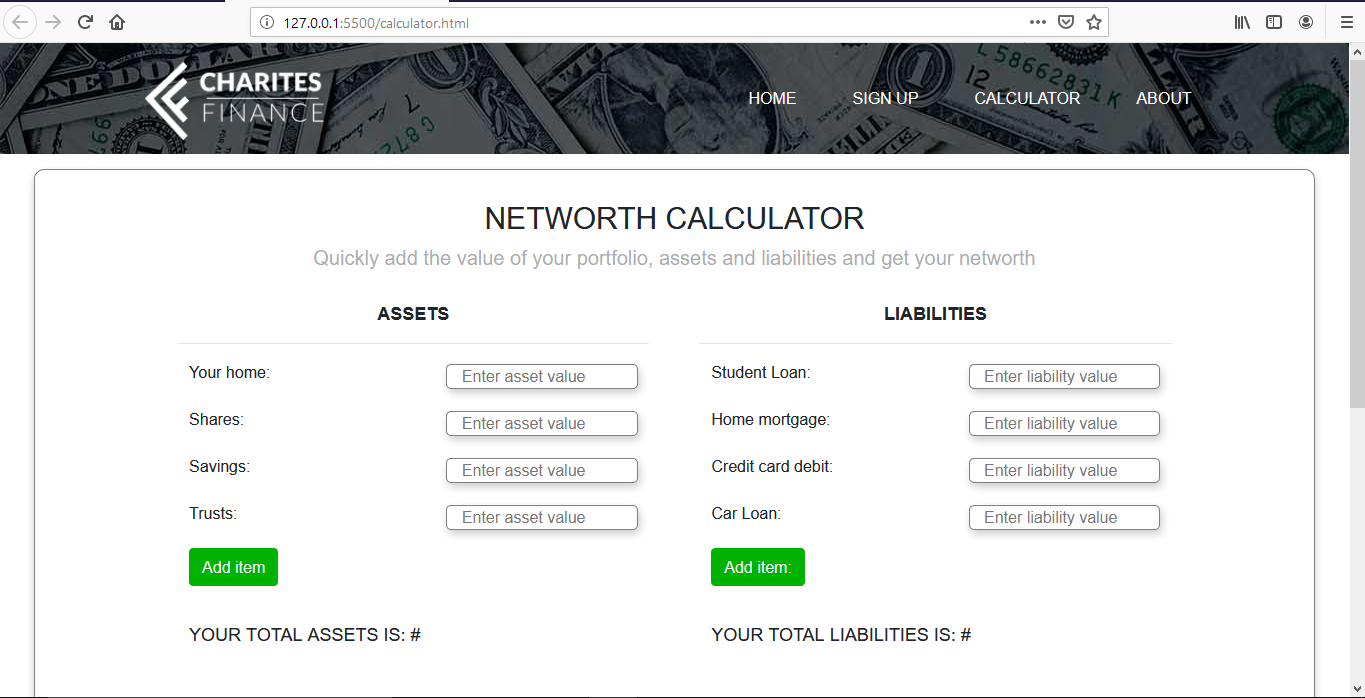 127.0.0.1:5500/calculator.html
CHARITES
FINANCE
HOME SIGN UP CALCULATOR ABOUT
NETWORTH CALCULATOR
Quickly add the value of your portfolio, assets and liabilities and get your networth
ASSETS
Your home: Enter asset value
Shares: Enter asset value
Savings: Enter asset value
Trusts: Enter asset value
Add item
YOUR TOTAL ASSETS IS: #
LIABILITIES
Student Loan: Enter liability value
Home mortgage: Enter liability value
Credit card debit: Enter liability value
Car Loan: Enter liability value
Add item:
YOUR TOTAL LIABILITIES IS: #